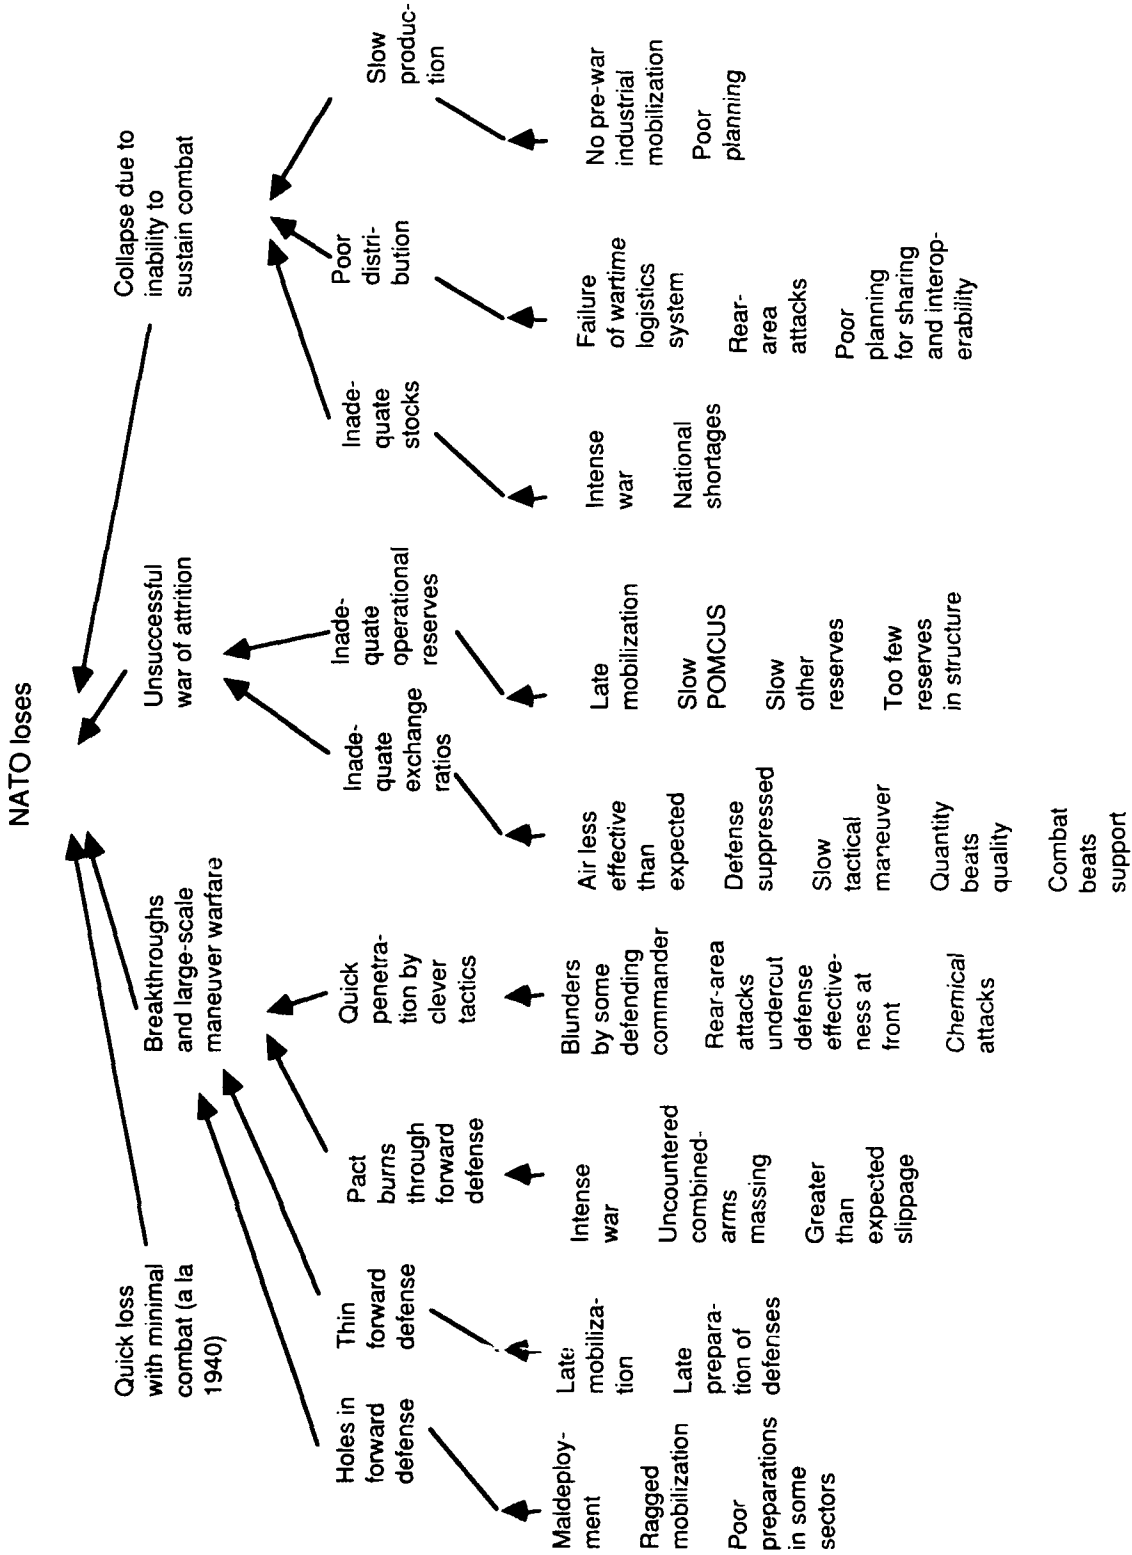 NATO loses
Quick loss
with minimal
combat (a la
1940)
Breakthroughs
and large-scale
maneuver warfare
Unsuccessful
war of attrition
Collapse due to
inability to
sustain combat
Holes in
forward
defense
Thin
forward
defense
Pact
burns
through
forward
defense
Quick
penetra-
tion by
clever
tactics
Inade-
quate
exchange
ratios
Inade-
quate
operational
reserves
Inade-
quate
stocks
Poor
distri-
bution
Slow
produc-
tion
Maldeploy-
ment
Ragged
mobilization
Poor
preparations
in some
sectors
Late
mobiliza-
tion
Late
prepara-
tion of
defenses
Intense
war
Uncountered
combined-
arms
massing
Greater
than
expected
slippage
Blunders
by some
defending
commander
Rear-area
attacks
undercut
defense
effective-
ness at
front
Chemical
attacks
Air less
effective
than
expected
Defense
suppressed
Slow
tactical
maneuver
Quantity
beats
quality
Combat
beats
support
Late
mobilization
Slow
POMCUS
Slow
other
reserves
Too few
reserves
in structure
Intense
war
National
shortages
Failure
of wartime
logistics
system
Rear-
area
attacks
Poor
planning
for sharing
and interop-
erability
No pre-war
industrial
mobilization
Poor
planning